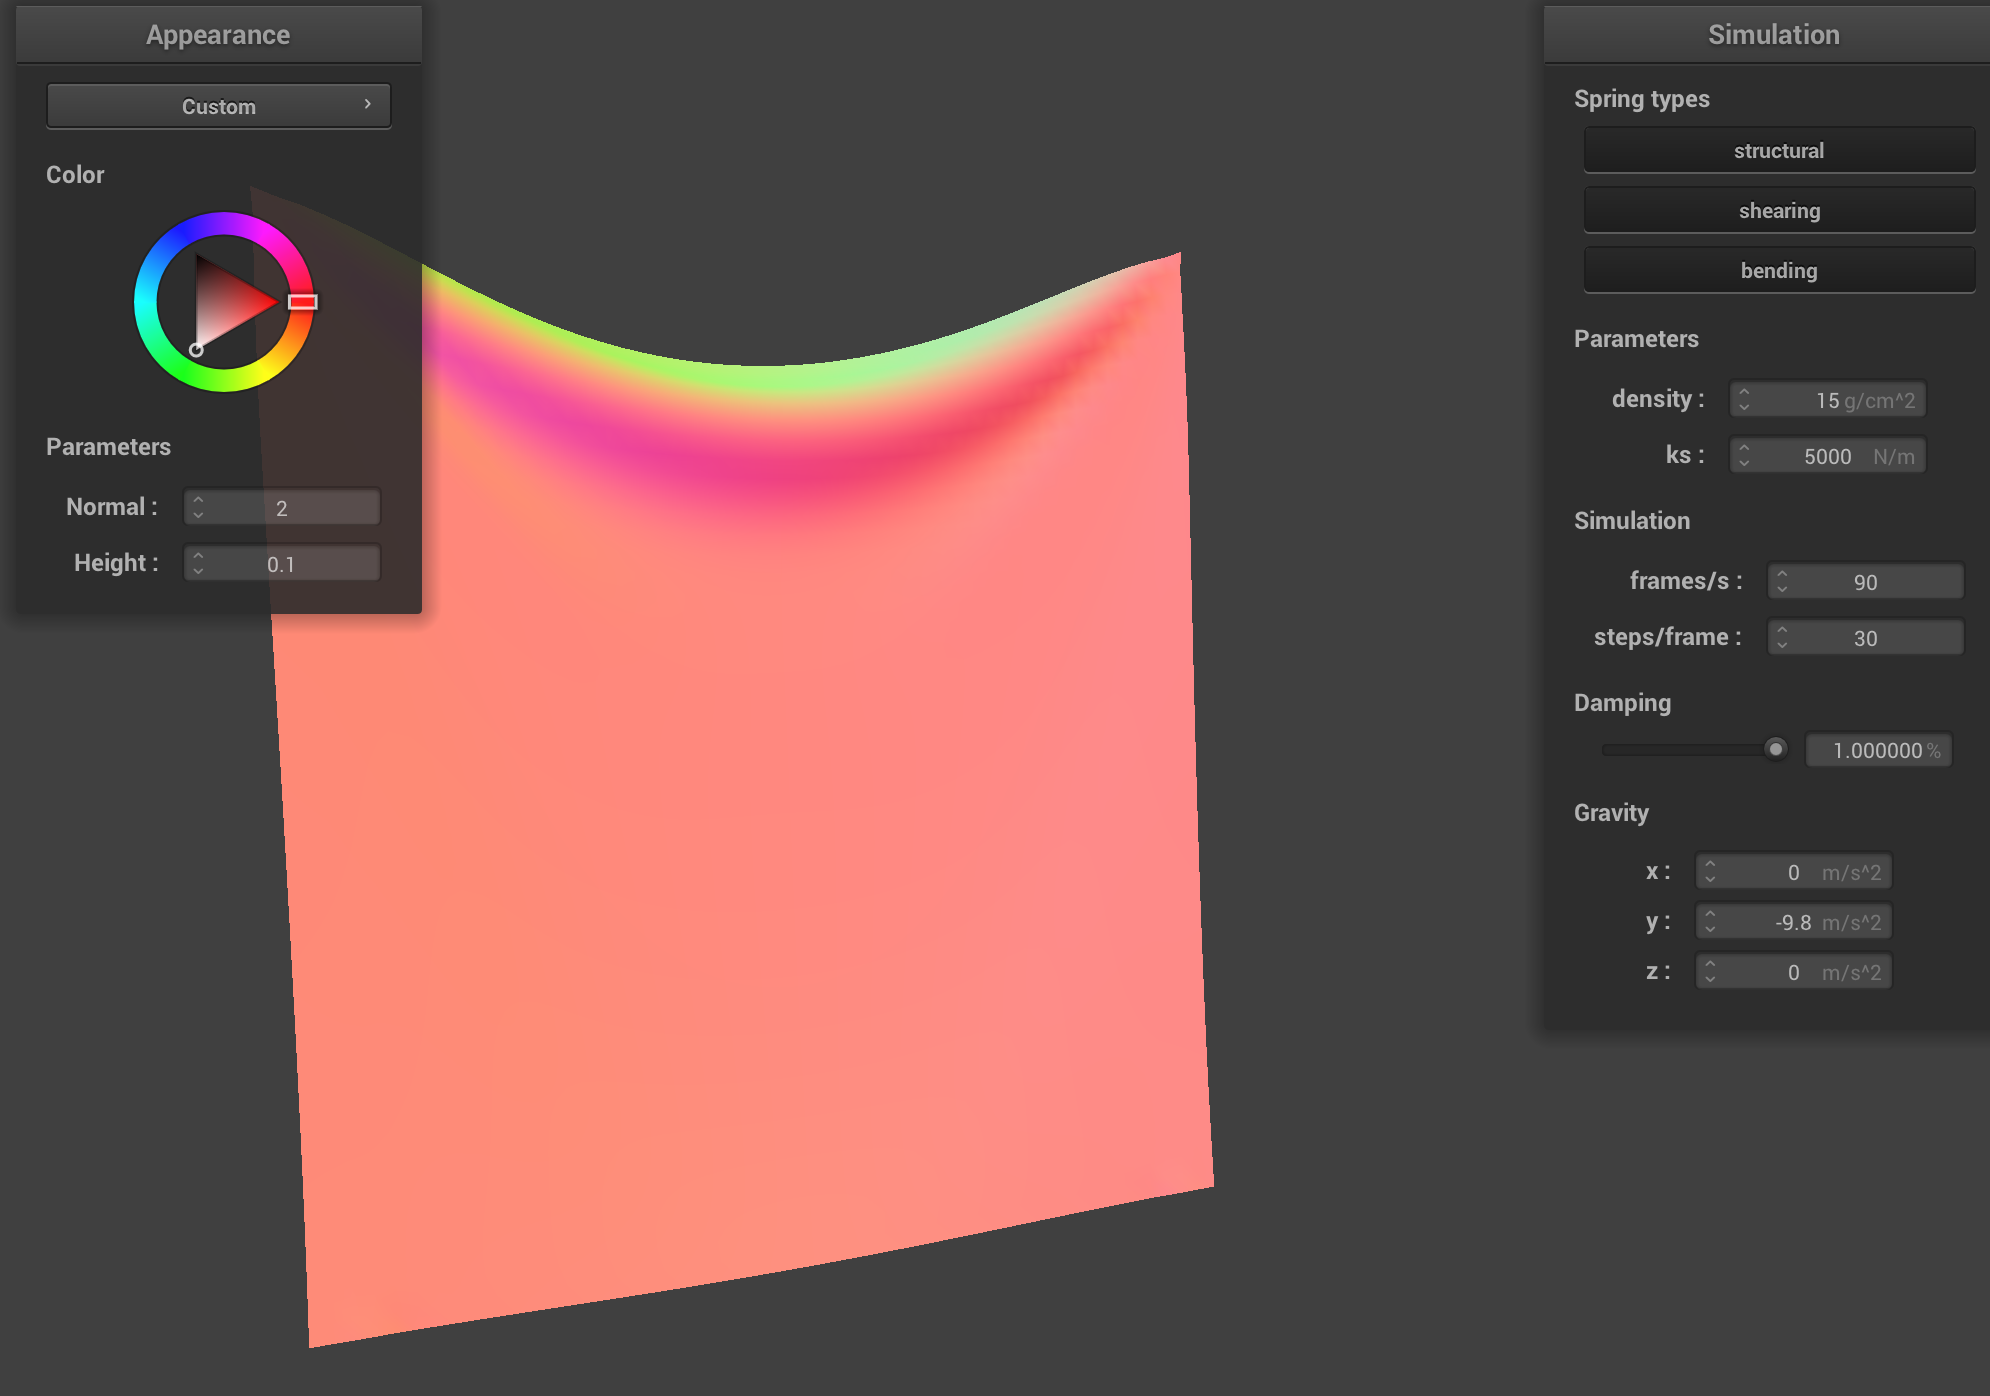 Appearance
Custom
Color
Parameters
Normal : 2
Height : 0.1
Simulation
Spring types
structural
shearing
bending
Parameters
density : 15 g/cm^2
ks : 5000 N/m
Simulation
frames/s : 90
steps/frame : 30
Damping
1.000000 %
Gravity
x : 0 m/s^2
y : -9.8 m/s^2
z : 0 m/s^2